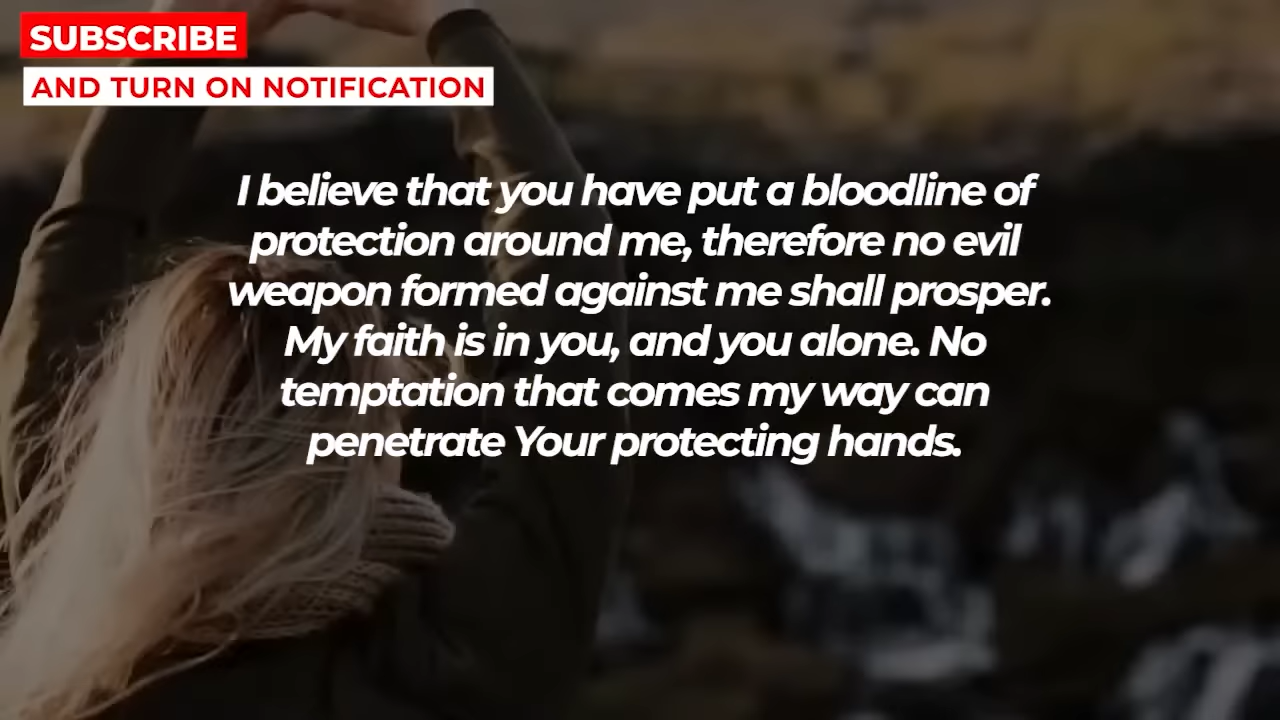 SUBSCRIBE
AND TURN ON NOTIFICATION
I believe that you have put a bloodline of
protection around me, therefore no evil
weapon formed against me shall prosper.
My faith is in you, and you alone. No
temptation that comes my way can
penetrate Your protecting hands.